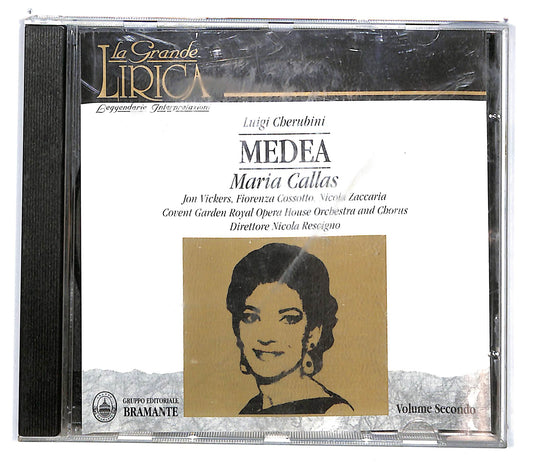 La Grande
LIRICA
Leggendarie Interpretazioni
Luigi Cherubini
MEDEA
Maria Callas
Jon Vickers, Fiorenza Cossotto, Nicola Zaccaria
Covent Garden Royal Opera House Orchestra and Chorus
Direttore Nicola Rescigno
GRUPPO EDITORIALE
BRAMANTE
Volume Secondo